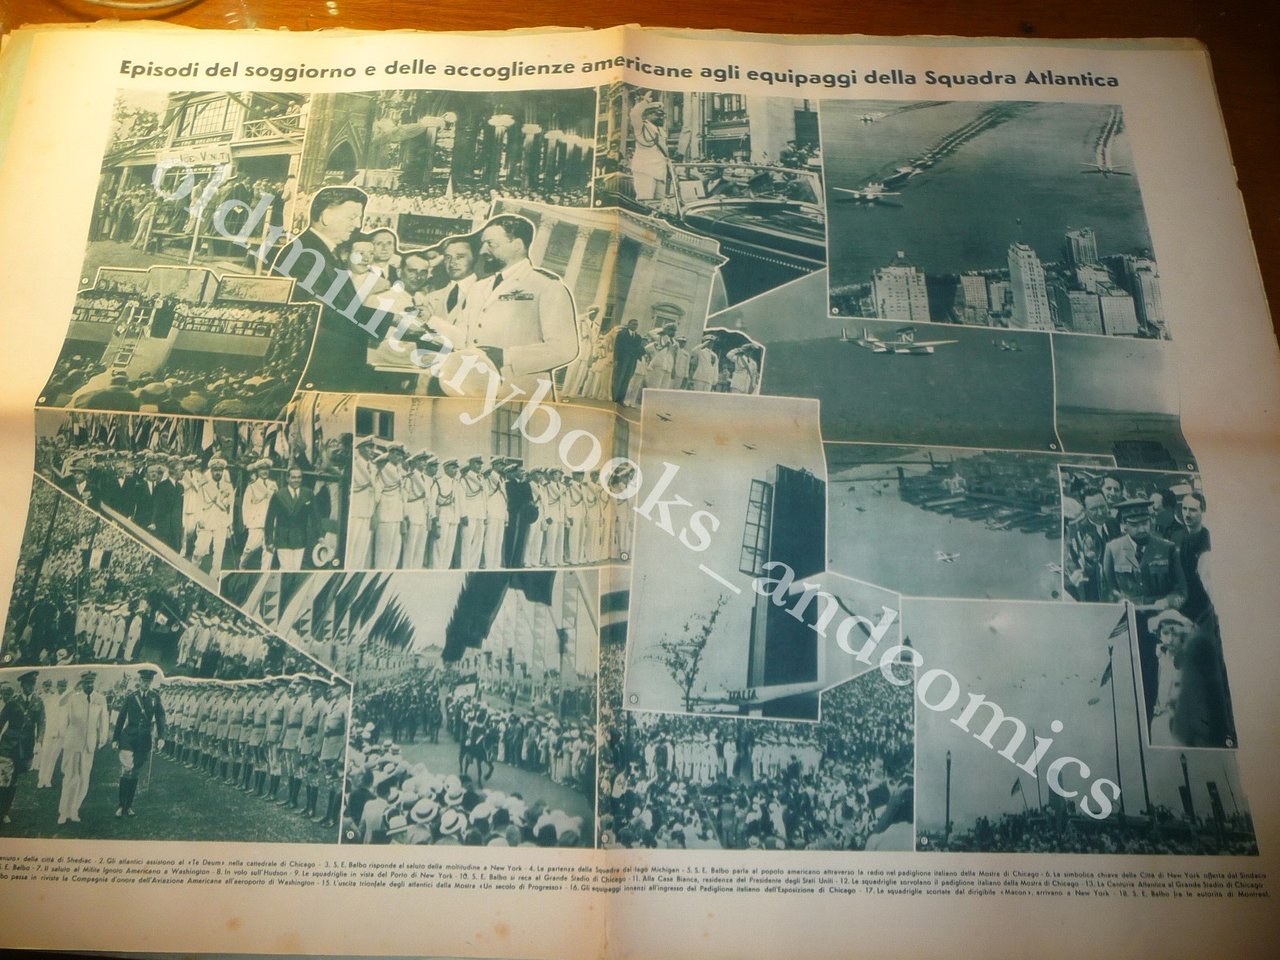 Episodi del soggiorno e delle accoglienze americane agli equipaggi della Squadra Atlantica
ITALIA
N
della città di Shediac - 2. Gli atlantici assistono al «Te Deum» nella cattedrale di Chicago - 3. S. E. Balbo risponde al saluto della moltitudine a New York - 4. La partenza della Squadra dal lago Michigan - 5. S. E. Balbo parla al popolo americano attraverso la radio nel padiglione italiano della Mostra di Chicago - 6. La simbolica chiave della Città di New York offerta dal Sindaco
E. Balbo - 7. Il saluto al Milite Ignoto Americano a Washington - 8. In volo sull'Hudson - 9. Le squadriglie in vista del Porto di New York - 10. S. E. Balbo si reca al Grande Stadio di Chicago - 11. Alla Casa Bianca, residenza del Presidente degli Stati Uniti - 12. Le squadriglie sorvolano il padiglione italiano della Mostra di Chicago - 13. La Centuria Atlantica al Grande Stadio di Chicago
passa in rivista la Compagnia d'onore dell'Aviazione Americana all'aeroporto di Washington - 15. L'uscita trionfale degli atlantici dalla Mostra «Un secolo di Progresso» - 16. Gli equipaggi innanzi all'ingresso del Padiglione italiano dell'Esposizione di Chicago - 17. Le squadriglie scortate dal dirigibile «Macon», arrivano a New York - 18. S. E. Balbo fra le autorità di Montreal.
oldmilitarybooks_andcomics